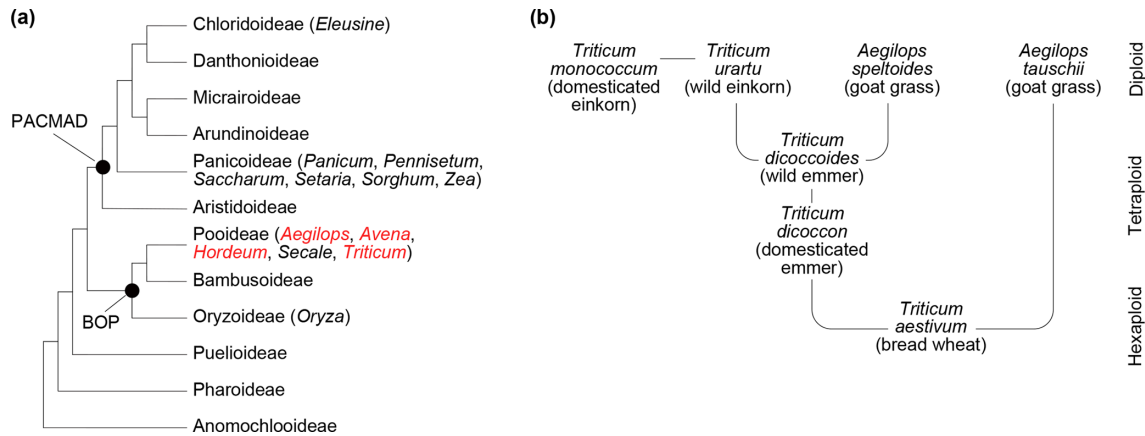 (a)
Chloridoideae (Eleusine)
Danthonioideae
Micrairoideae
Arundinoideae
PACMAD
Panicoideae (Panicum, Pennisetum,
Saccharum, Setaria, Sorghum, Zea)
Aristidoideae
Pooideae (Aegilops, Avena,
Hordeum, Secale, Triticum)
Bambusoideae
BOP
Oryzoideae (Oryza)
Puelioideae
Pharoideae
Anomochlooideae
(b)
Triticum
monococcum
(domesticated
einkorn)
Triticum
urartu
(wild einkorn)
Aegilops
speltoides
(goat grass)
Aegilops
tauschii
(goat grass)
Diploid
Triticum
dicoccoides
(wild emmer)
Triticum
dicoccon
(domesticated
emmer)
Tetraploid
Triticum
aestivum
(bread wheat)
Hexaploid